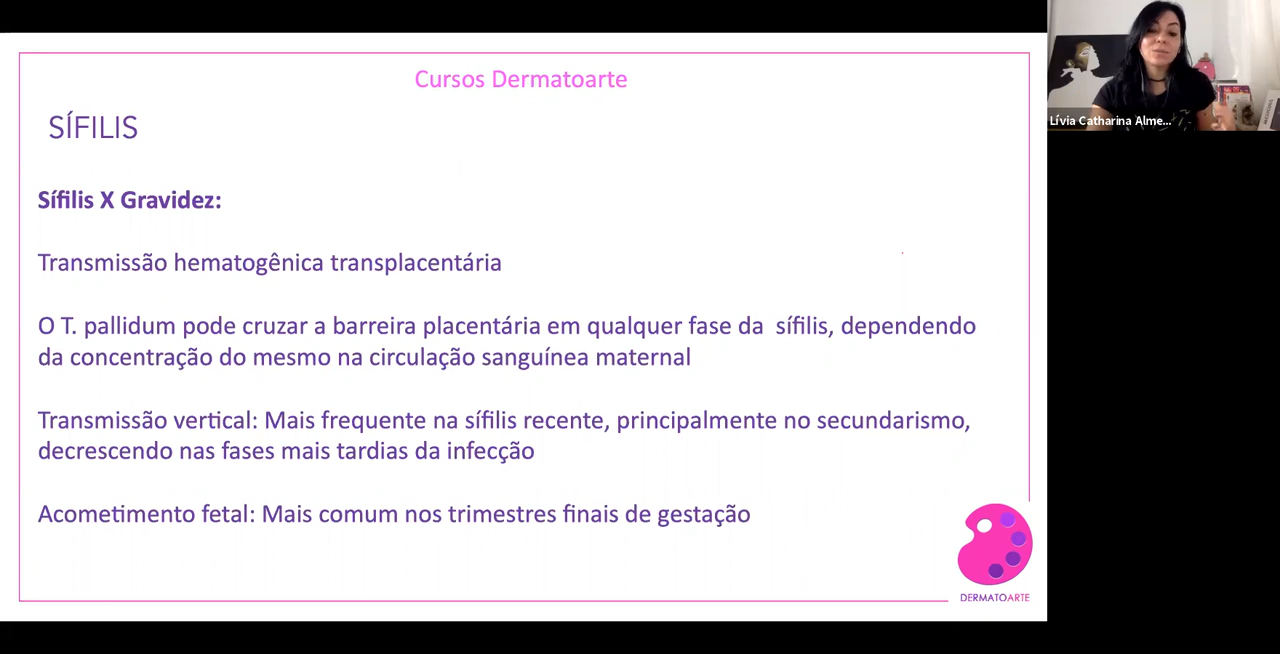 Cursos Dermatoarte
SÍFILIS
Sífilis X Gravidez:
Transmissão hematogênica transplacentária
O T. pallidum pode cruzar a barreira placentária em qualquer fase da sífilis, dependendo
da concentração do mesmo na circulação sanguínea maternal
Transmissão vertical: Mais frequente na sífilis recente, principalmente no secundarismo,
decrescendo nas fases mais tardias da infecção
Acometimento fetal: Mais comum nos trimestres finais de gestação
DERMATOARTE
Lívia Catharina Alme...